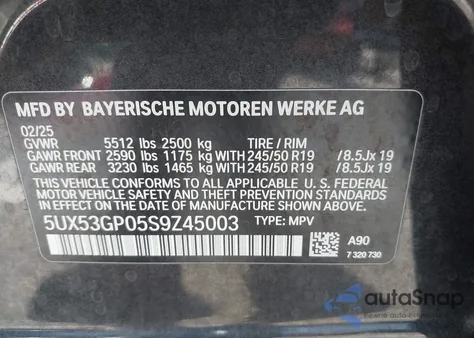 MFD BY BAYERISCHE MOTOREN WERKE AG
02/25
GVWR 5512 lbs 2500 kg TIRE / RIM
GAWR FRONT 2590 lbs 1175 kg WITH 245/50 R19 /8.5Jx 19
GAWR REAR 3230 lbs 1465 kg WITH 245/50 R19 /8.5Jx 19
THIS VEHICLE CONFORMS TO ALL APPLICABLE U.S. FEDERAL
MOTOR VEHICLE SAFETY AND THEFT PREVENTION STANDARDS
IN EFFECT ON THE DATE OF MANUFACTURE SHOWN ABOVE.
5UX53GP05S9Z45003 TYPE: MPV
A90
7 320 730
autoSnap